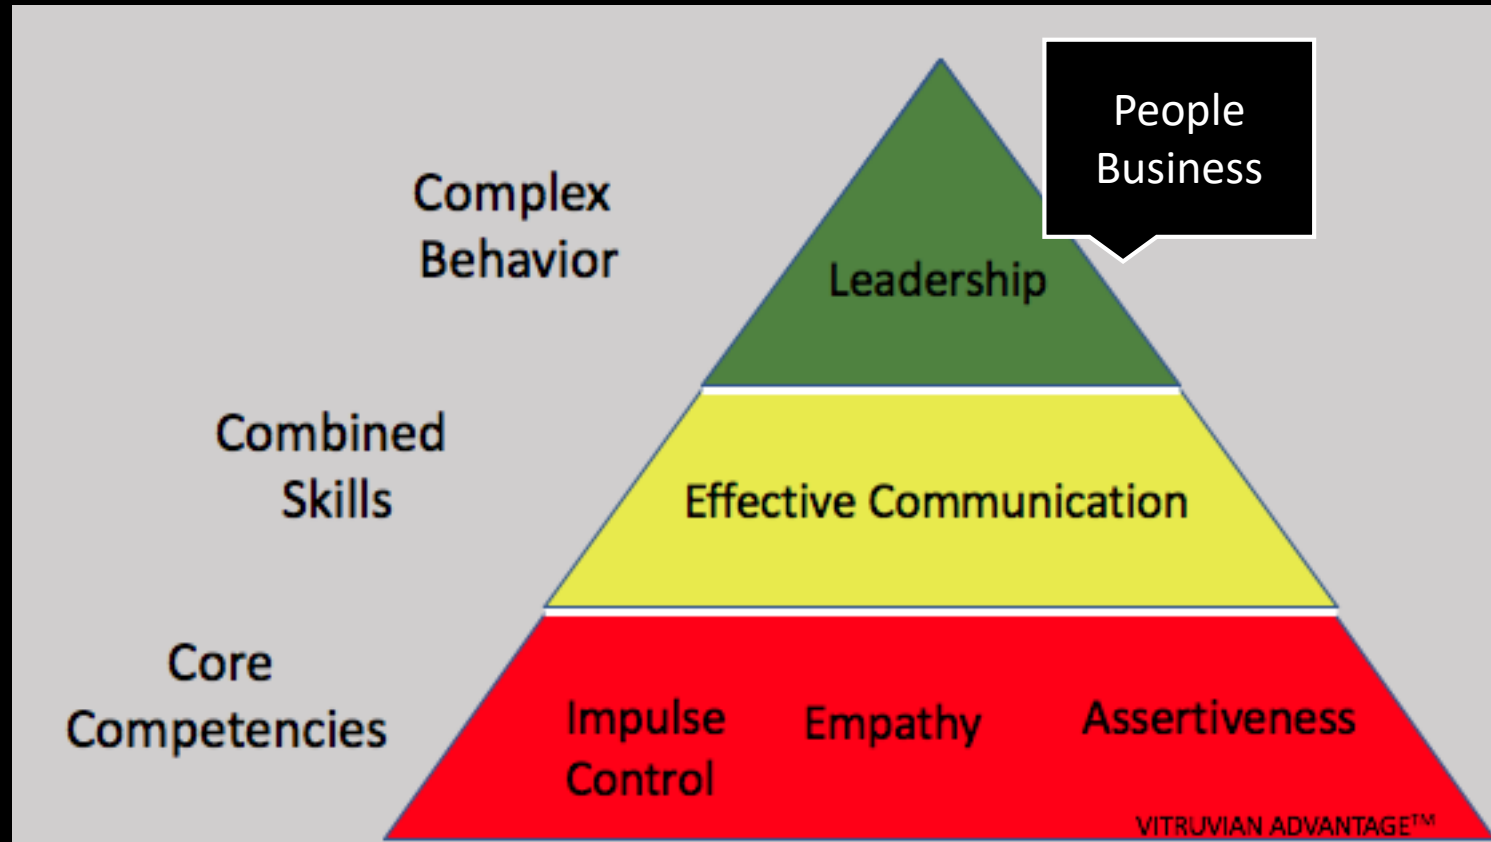 People
Business
Complex
Behavior
Leadership
Combined
Skills
Effective Communication
Core
Competencies
Impulse
Control
Empathy
Assertiveness
VITRUVIAN ADVANTAGE™